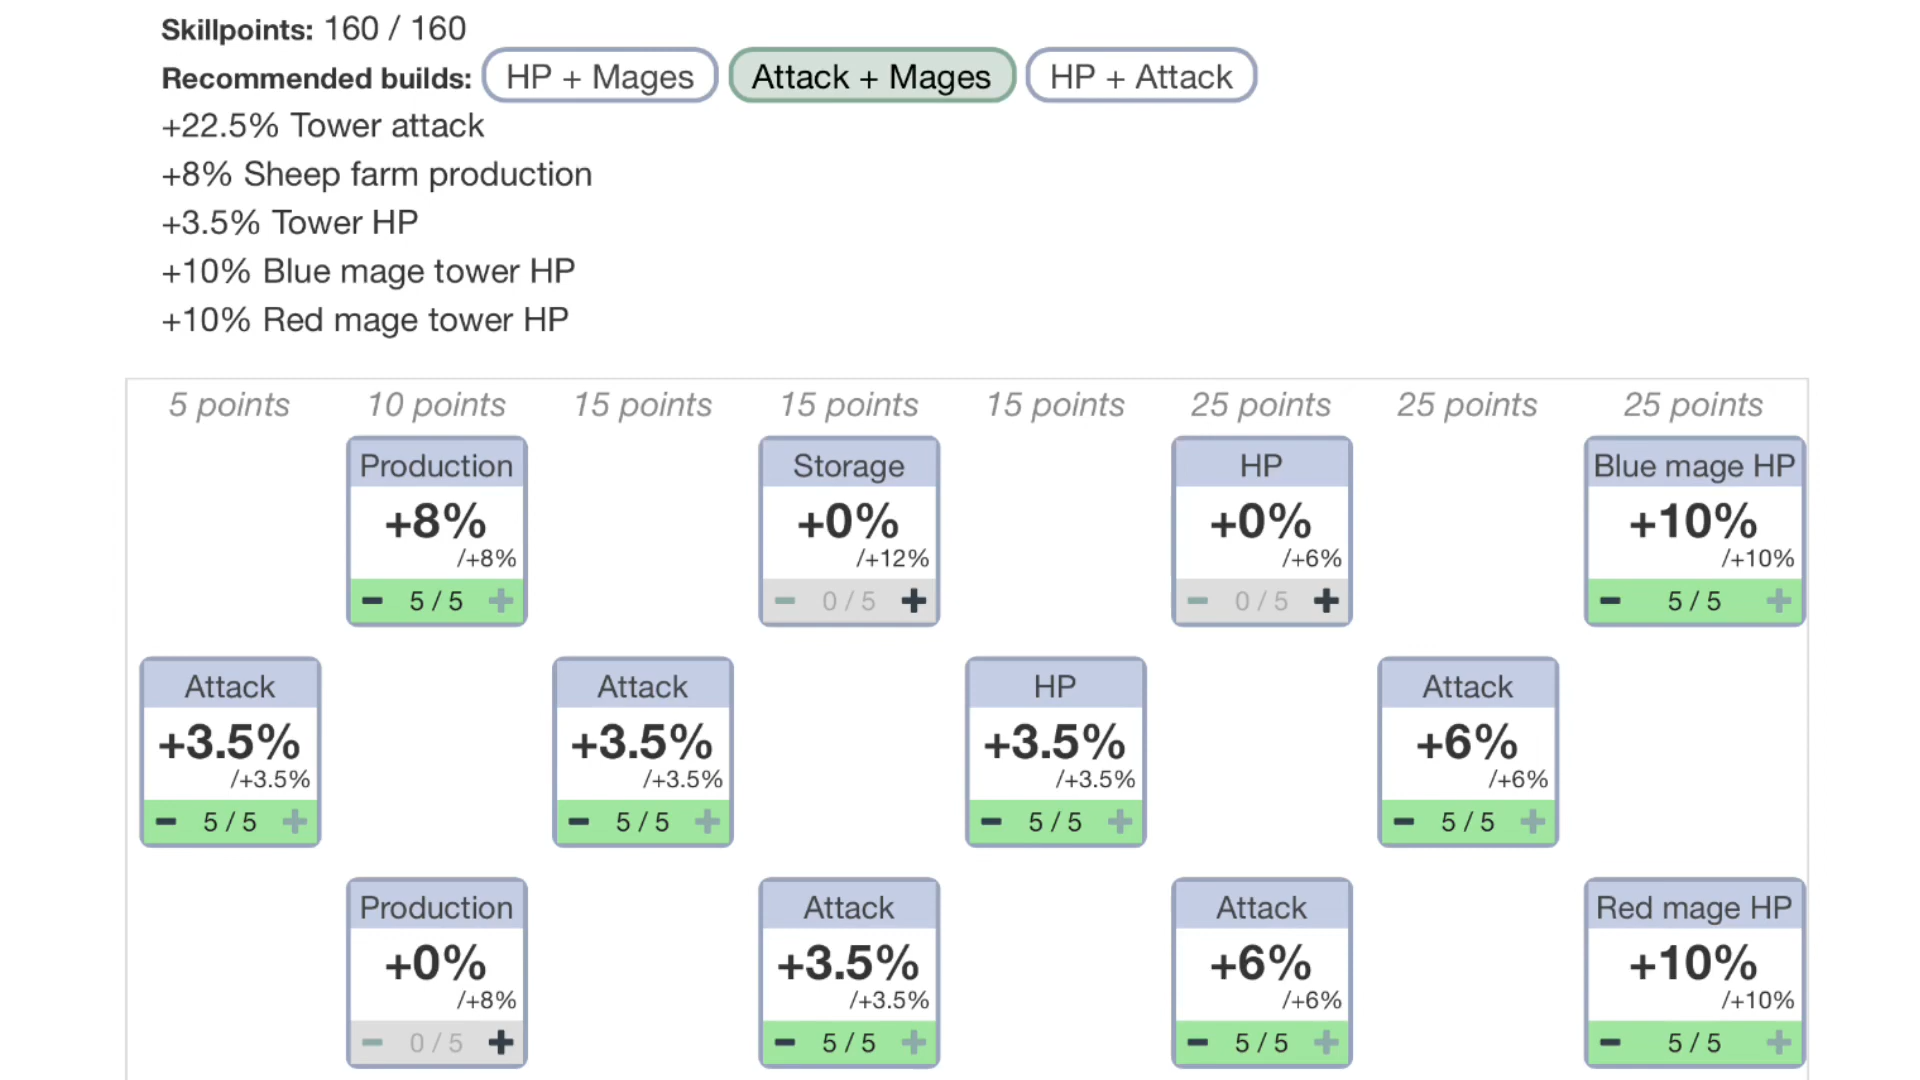 Skillpoints: 160 / 160
Recommended builds: HP + Mages Attack + Mages HP + Attack
+22.5% Tower attack
+8% Sheep farm production
+3.5% Tower HP
+10% Blue mage tower HP
+10% Red mage tower HP
5 points 10 points 15 points 15 points 15 points 25 points 25 points 25 points
Production Storage HP Blue mage HP
+8% +0% +0% +10%
/+8% /+12% /+6% /+10%
- 5 / 5 + - 0 / 5 + - 0 / 5 + - 5 / 5 +
Attack Attack HP Attack
+3.5% +3.5% +3.5% +6%
/+3.5% /+3.5% /+3.5% /+6%
- 5 / 5 + - 5 / 5 + - 5 / 5 + - 5 / 5 +
Production Attack Attack Red mage HP
+0% +3.5% +6% +10%
/+8% /+3.5% /+6% /+10%
- 0 / 5 + - 5 / 5 + - 5 / 5 + - 5 / 5 +